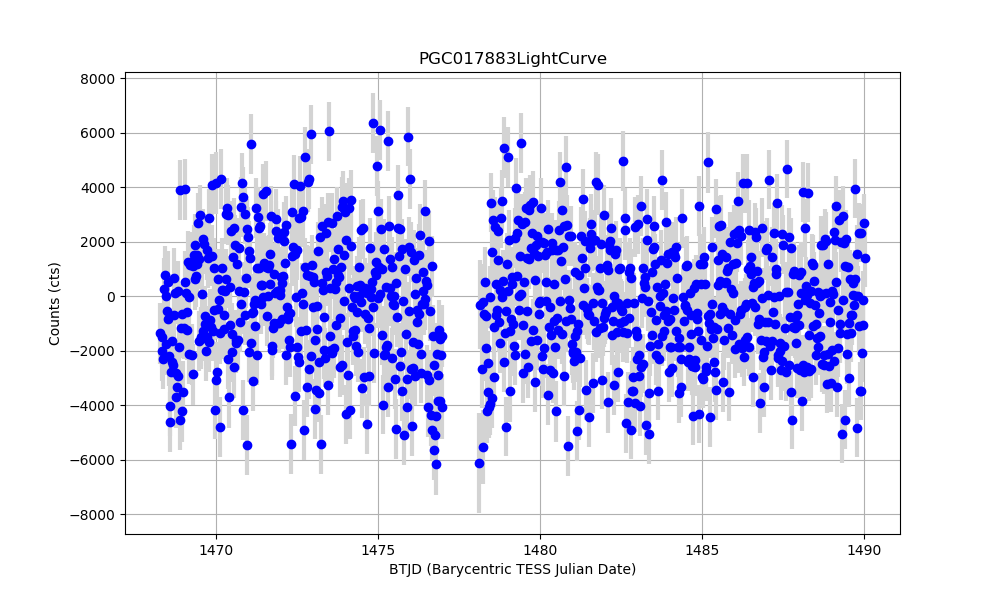 PGC017883LightCurve
8000
6000
4000
2000
0
−2000
−4000
−6000
−8000
Counts (cts)
1470 1475 1480 1485 1490
BTJD (Barycentric TESS Julian Date)